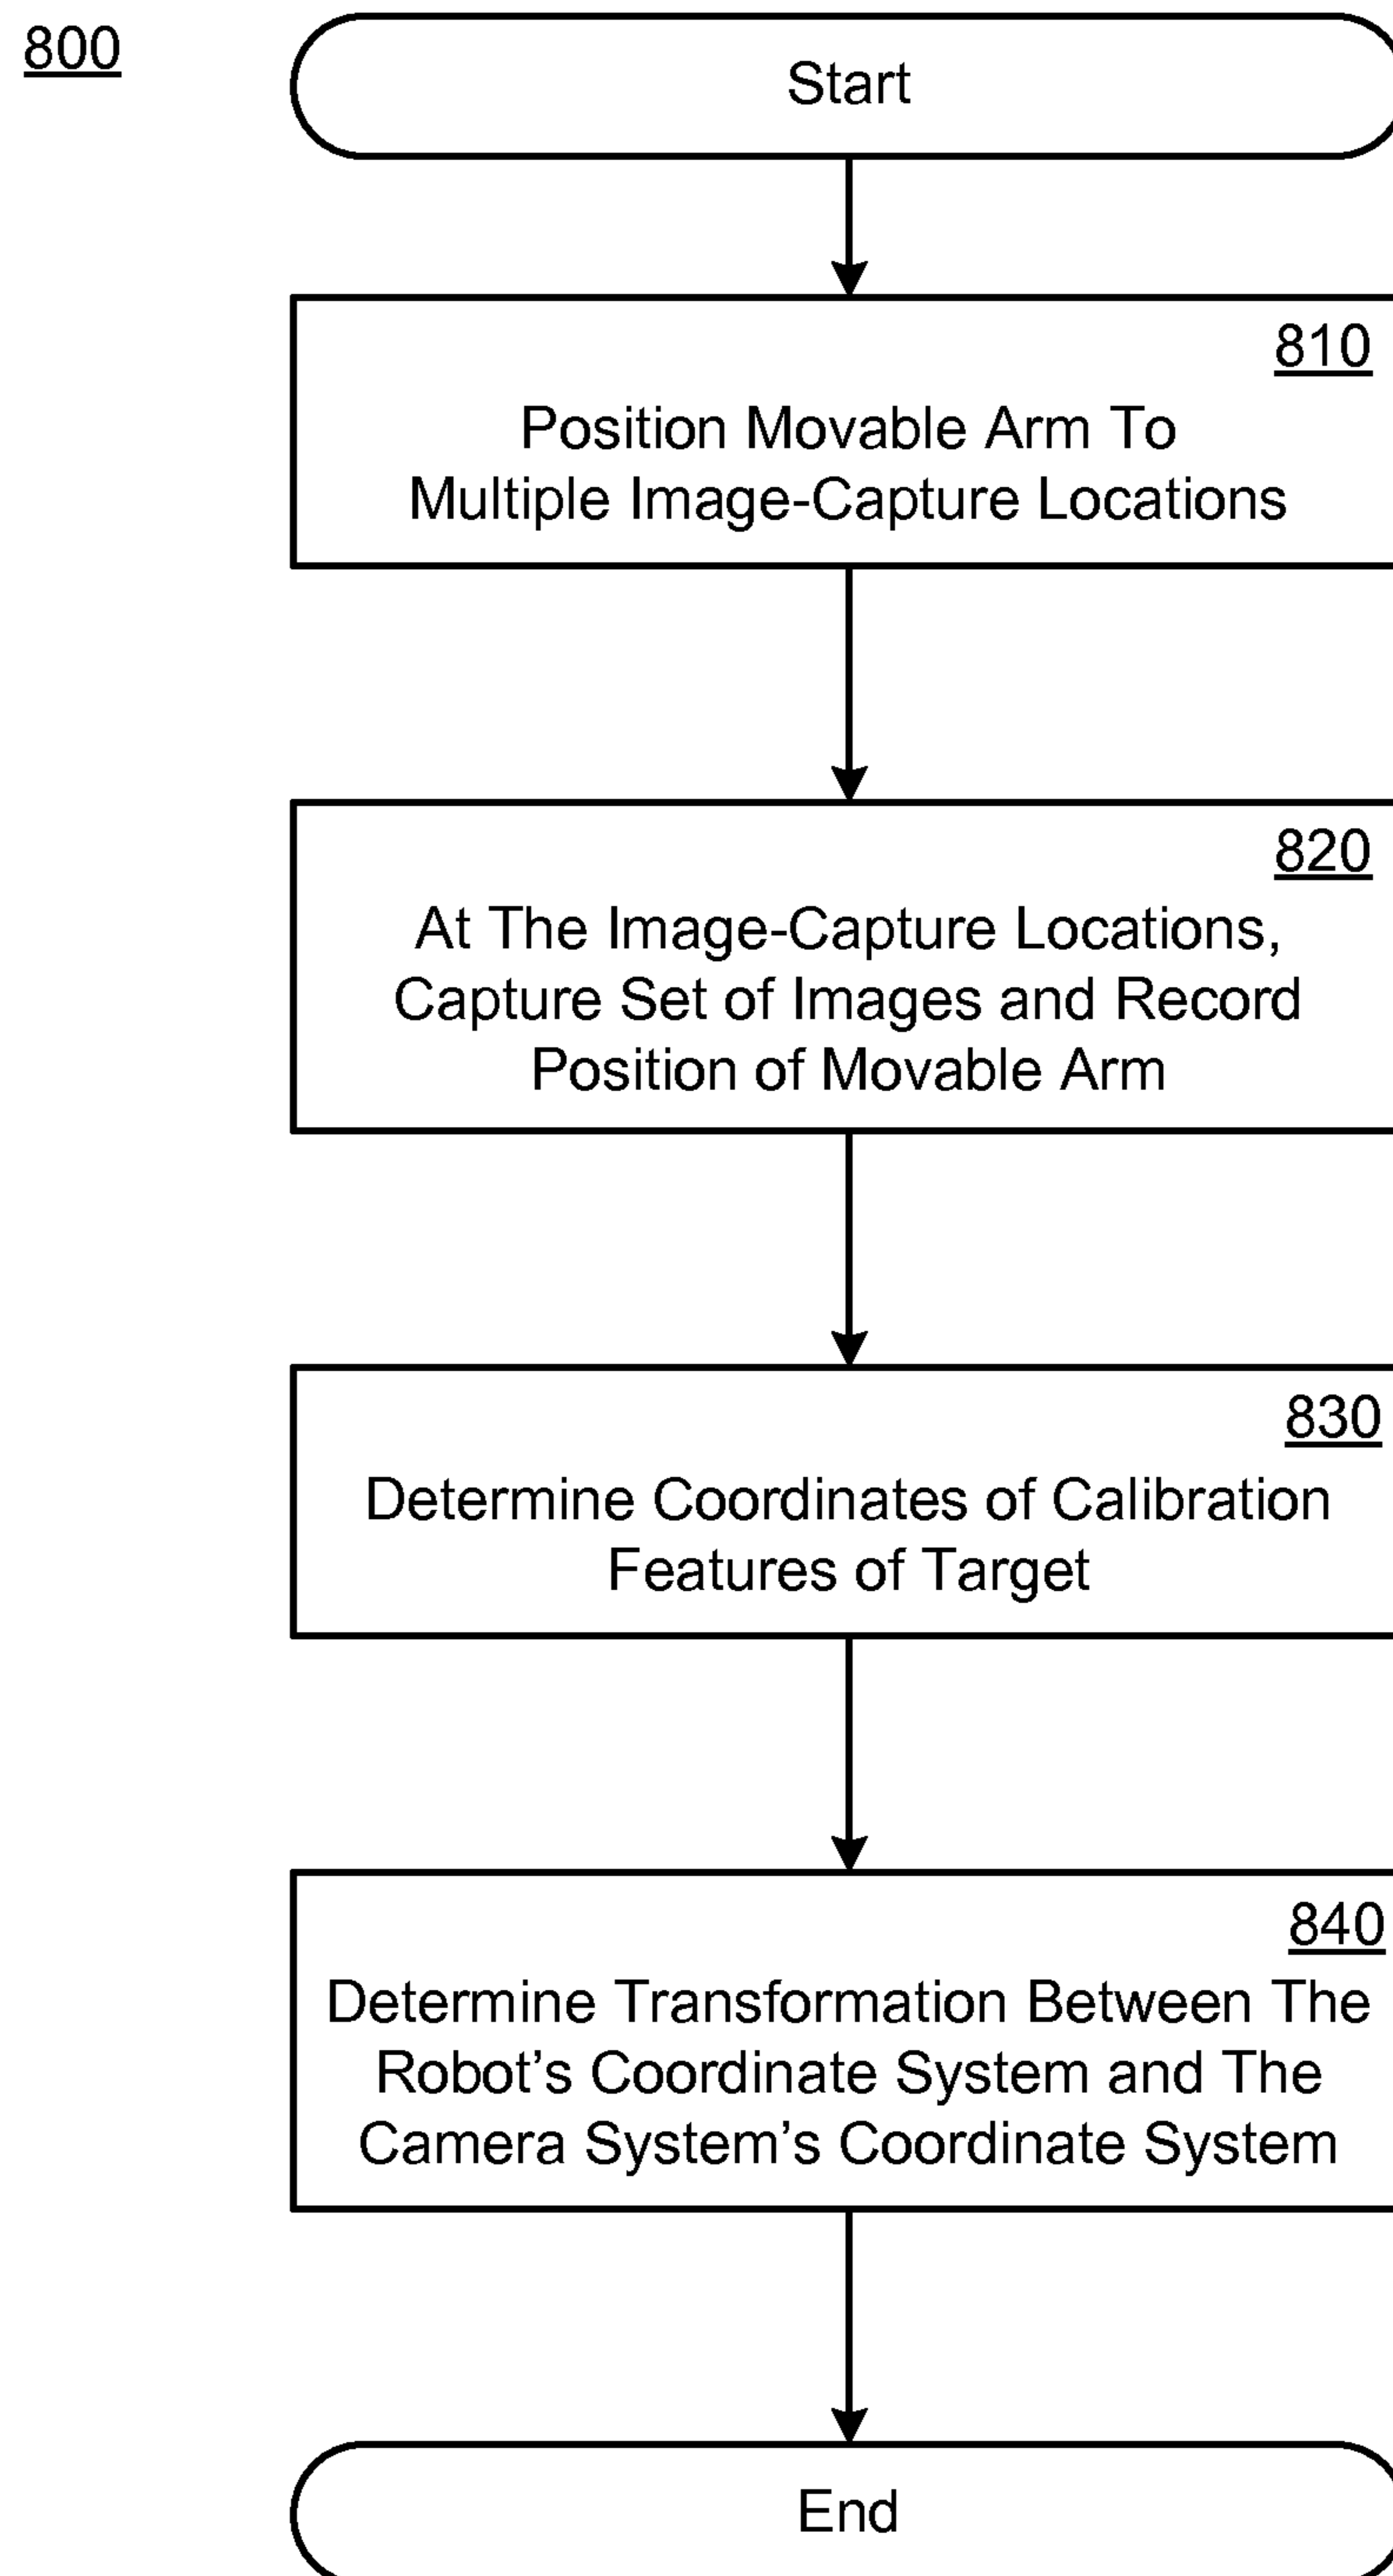 800
Start
810
Position Movable Arm To
Multiple Image-Capture Locations
820
At The Image-Capture Locations,
Capture Set of Images and Record
Position of Movable Arm
830
Determine Coordinates of Calibration
Features of Target
840
Determine Transformation Between The
Robot’s Coordinate System and The
Camera System’s Coordinate System
End